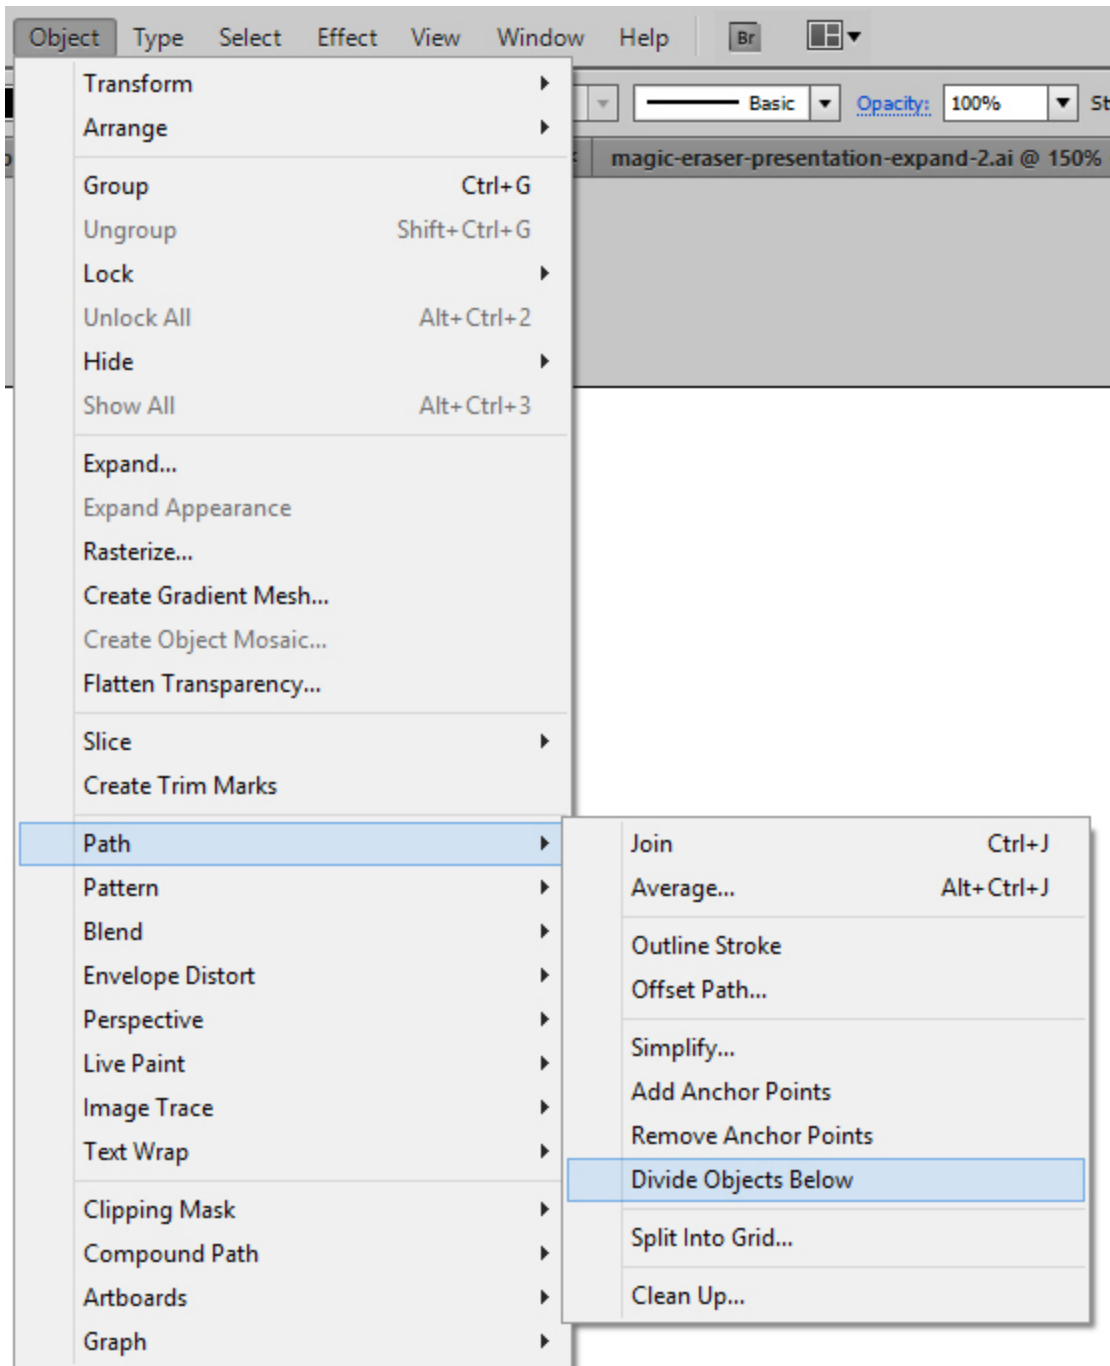 Object Type Select Effect View Window Help Br
Basic Opacity: 100% St
magic-eraser-presentation-expand-2.ai @ 150%
Transform
Arrange
Group Ctrl+G
Ungroup Shift+Ctrl+G
Lock
Unlock All Alt+Ctrl+2
Hide
Show All Alt+Ctrl+3
Expand...
Expand Appearance
Rasterize...
Create Gradient Mesh...
Create Object Mosaic...
Flatten Transparency...
Slice
Create Trim Marks
Path
Pattern
Blend
Envelope Distort
Perspective
Live Paint
Image Trace
Text Wrap
Clipping Mask
Compound Path
Artboards
Graph
Join Ctrl+J
Average... Alt+Ctrl+J
Outline Stroke
Offset Path...
Simplify...
Add Anchor Points
Remove Anchor Points
Divide Objects Below
Split Into Grid...
Clean Up...